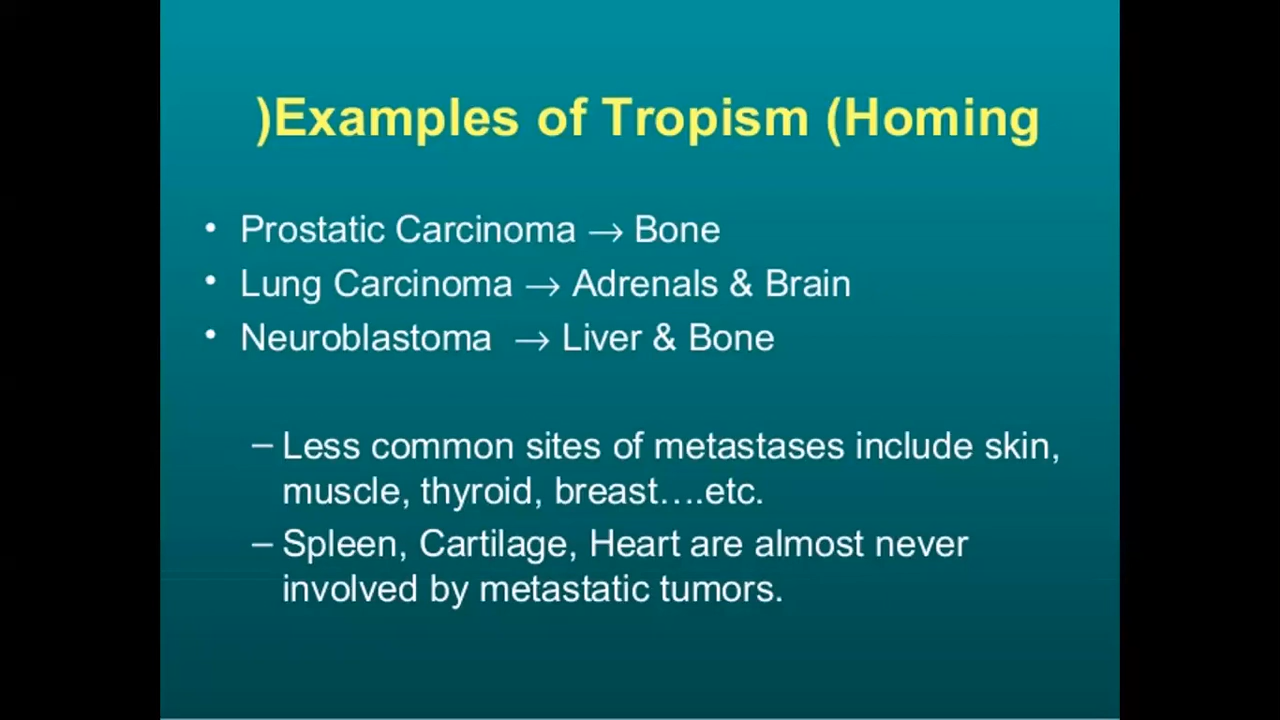 )Examples of Tropism (Homing
• Prostatic Carcinoma → Bone
• Lung Carcinoma → Adrenals & Brain
• Neuroblastoma → Liver & Bone
– Less common sites of metastases include skin,
muscle, thyroid, breast….etc.
– Spleen, Cartilage, Heart are almost never
involved by metastatic tumors.